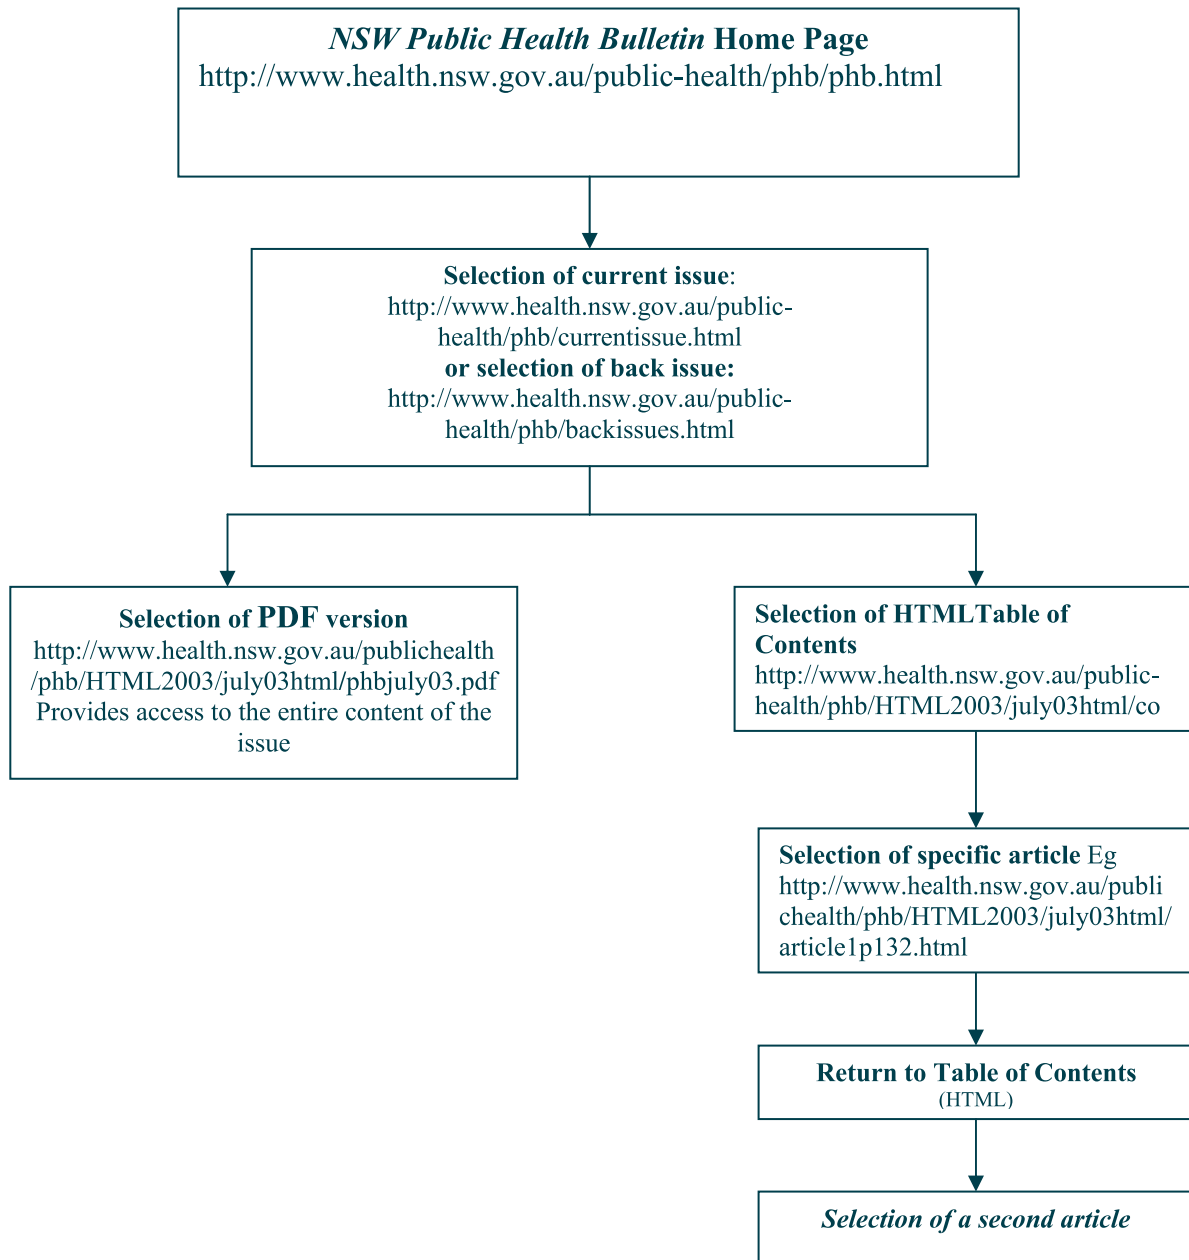 NSW Public Health Bulletin Home Page
http://www.health.nsw.gov.au/public-health/phb/phb.html
Selection of current issue:
http://www.health.nsw.gov.au/public-
health/phb/currentissue.html
or selection of back issue:
http://www.health.nsw.gov.au/public-
health/phb/backissues.html
Selection of PDF version
http://www.health.nsw.gov.au/publichealth
/phb/HTML2003/july03html/phbjuly03.pdf
Provides access to the entire content of the
issue
Selection of HTMLTable of
Contents
http://www.health.nsw.gov.au/public-
health/phb/HTML2003/july03html/co
Selection of specific article Eg
http://www.health.nsw.gov.au/publi
chealth/phb/HTML2003/july03html/
article1p132.html
Return to Table of Contents
(HTML)
Selection of a second article